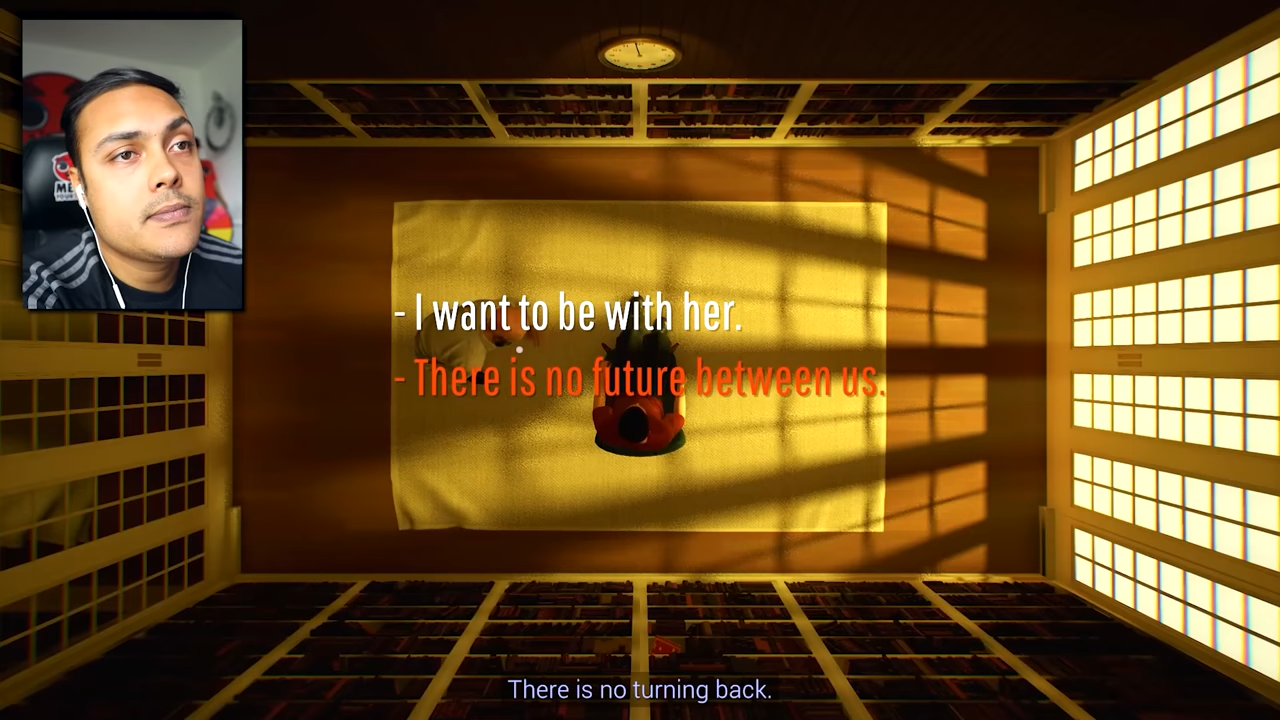 - I want to be with her.
- There is no future between us.
There is no turning back.